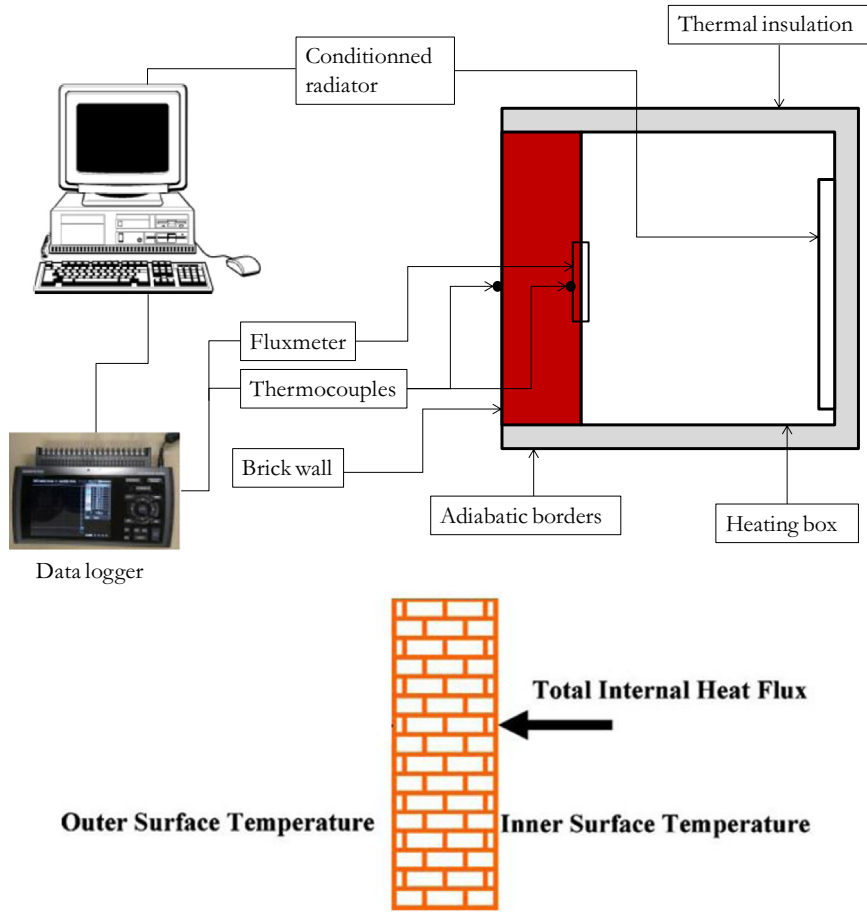 Thermal insulation
Conditionned
radiator
Fluxmeter
Thermocouples
Brick wall
Adiabatic borders
Heating box
Data logger
Total Internal Heat Flux
Outer Surface Temperature
Inner Surface Temperature